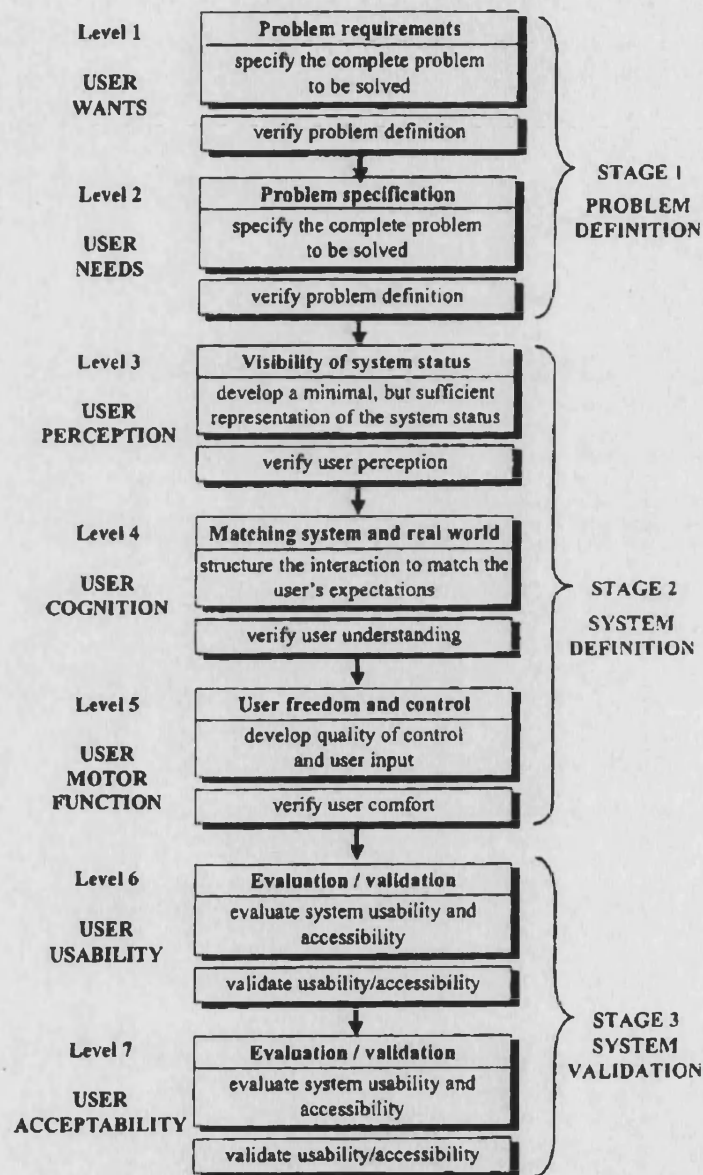 Level 1
USER
WANTS
Problem requirements
specify the complete problem
to be solved
verify problem definition
Level 2
USER
NEEDS
Problem specification
specify the complete problem
to be solved
verify problem definition
STAGE 1
PROBLEM
DEFINITION
Level 3
USER
PERCEPTION
Visibility of system status
develop a minimal, but sufficient
representation of the system status
verify user perception
Level 4
USER
COGNITION
Matching system and real world
structure the interaction to match the
user's expectations
verify user understanding
Level 5
USER
MOTOR
FUNCTION
User freedom and control
develop quality of control
and user input
verify user comfort
STAGE 2
SYSTEM
DEFINITION
Level 6
USER
USABILITY
Evaluation / validation
evaluate system usability and
accessibility
validate usability/accessibility
Level 7
USER
ACCEPTABILITY
Evaluation / validation
evaluate system usability and
accessibility
validate usability/accessibility
STAGE 3
SYSTEM
VALIDATION